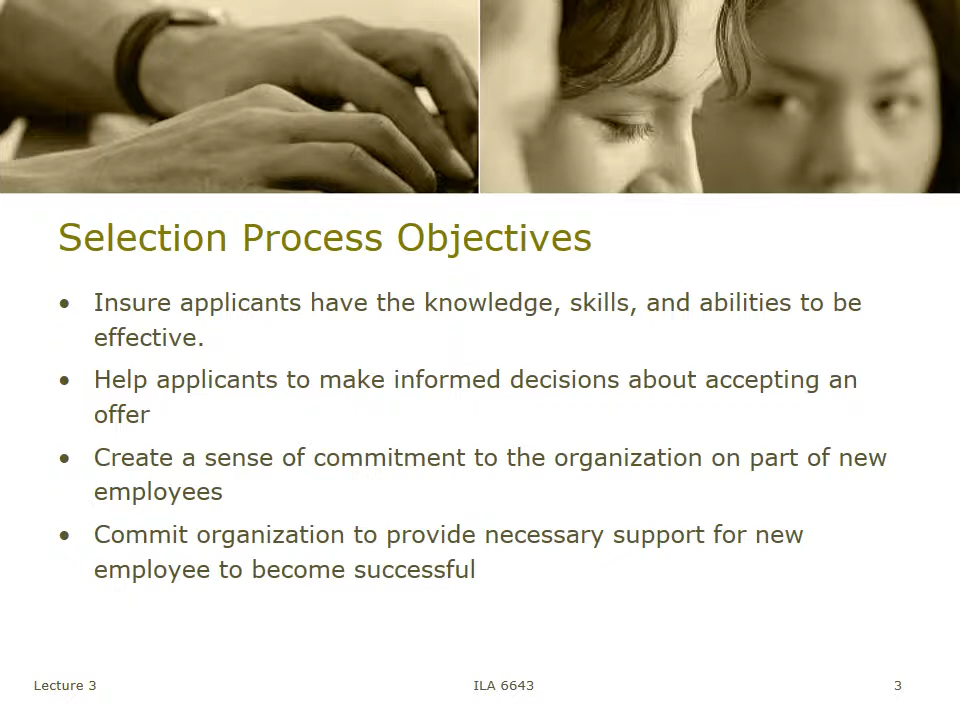 Selection Process Objectives
• Insure applicants have the knowledge, skills, and abilities to be
effective.
• Help applicants to make informed decisions about accepting an
offer
• Create a sense of commitment to the organization on part of new
employees
• Commit organization to provide necessary support for new
employee to become successful
Lecture 3
ILA 6643
3